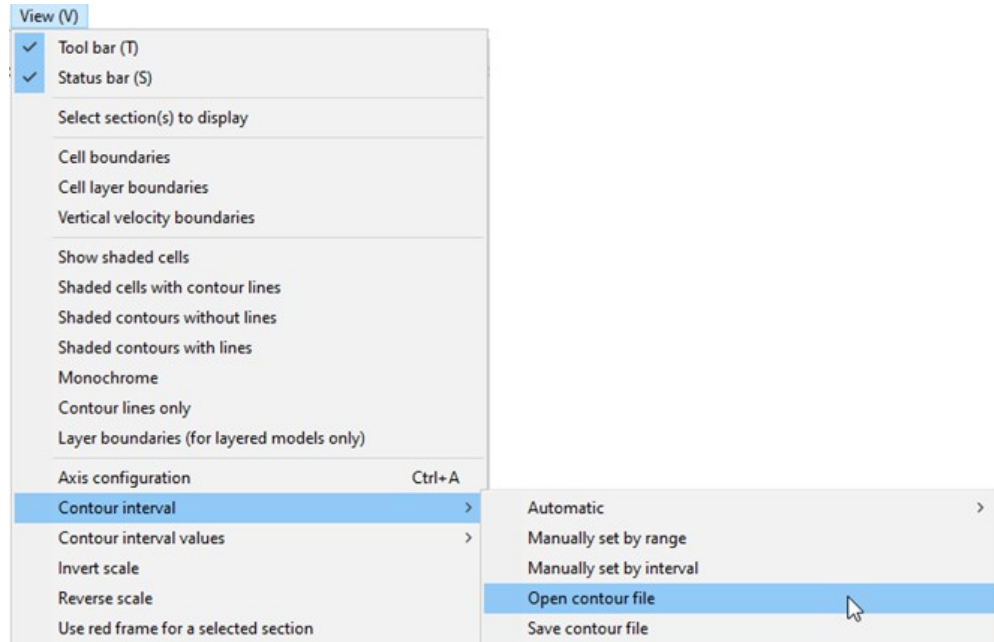 View (V)
Tool bar (T)
Status bar (S)
Select section(s) to display
Cell boundaries
Cell layer boundaries
Vertical velocity boundaries
Show shaded cells
Shaded cells with contour lines
Shaded contours without lines
Shaded contours with lines
Monochrome
Contour lines only
Layer boundaries (for layered models only)
Axis configuration Ctrl+A
Contour interval
Contour interval values
Invert scale
Reverse scale
Use red frame for a selected section
Automatic
Manually set by range
Manually set by interval
Open contour file
Save contour file